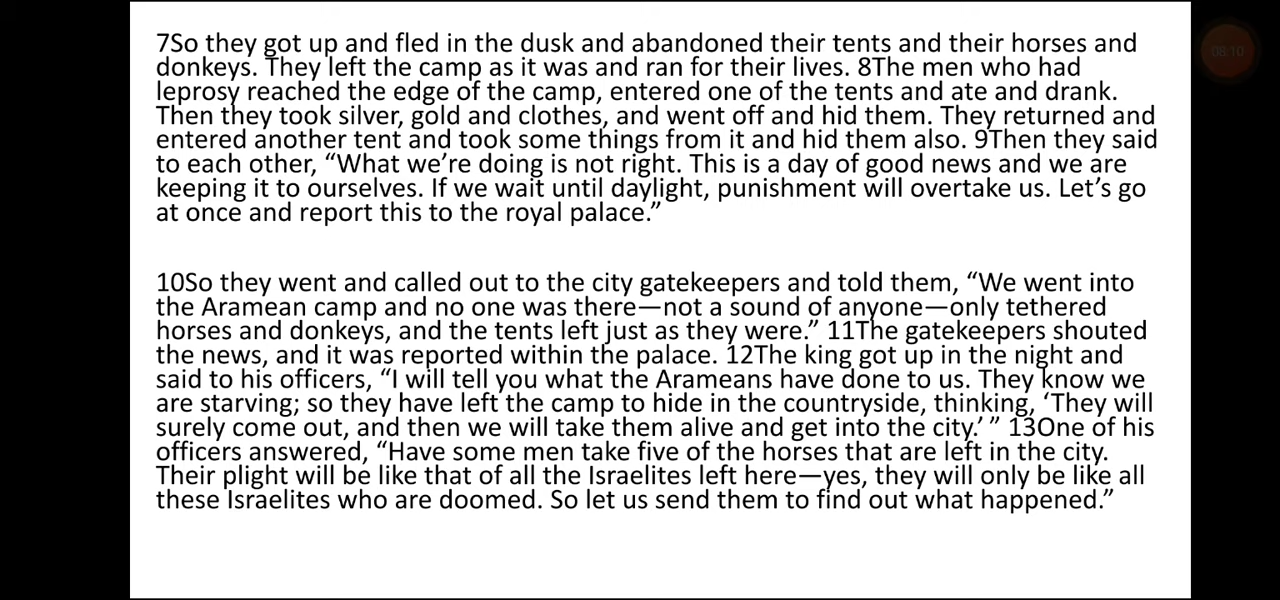 7So they got up and fled in the dusk and abandoned their tents and their horses and
donkeys. They left the camp as it was and ran for their lives. 8The men who had
leprosy reached the edge of the camp, entered one of the tents and ate and drank.
Then they took silver, gold and clothes, and went off and hid them. They returned and
entered another tent and took some things from it and hid them also. 9Then they said
to each other, “What we’re doing is not right. This is a day of good news and we are
keeping it to ourselves. If we wait until daylight, punishment will overtake us. Let’s go
at once and report this to the royal palace.”
10So they went and called out to the city gatekeepers and told them, “We went into
the Aramean camp and no one was there—not a sound of anyone—only tethered
horses and donkeys, and the tents left just as they were.” 11The gatekeepers shouted
the news, and it was reported within the palace. 12The king got up in the night and
said to his officers, “I will tell you what the Arameans have done to us. They know we
are starving; so they have left the camp to hide in the countryside, thinking, ‘They will
surely come out, and then we will take them alive and get into the city.’ ” 13One of his
officers answered, “Have some men take five of the horses that are left in the city.
Their plight will be like that of all the Israelites left here—yes, they will only be like all
these Israelites who are doomed. So let us send them to find out what happened.”
08:10